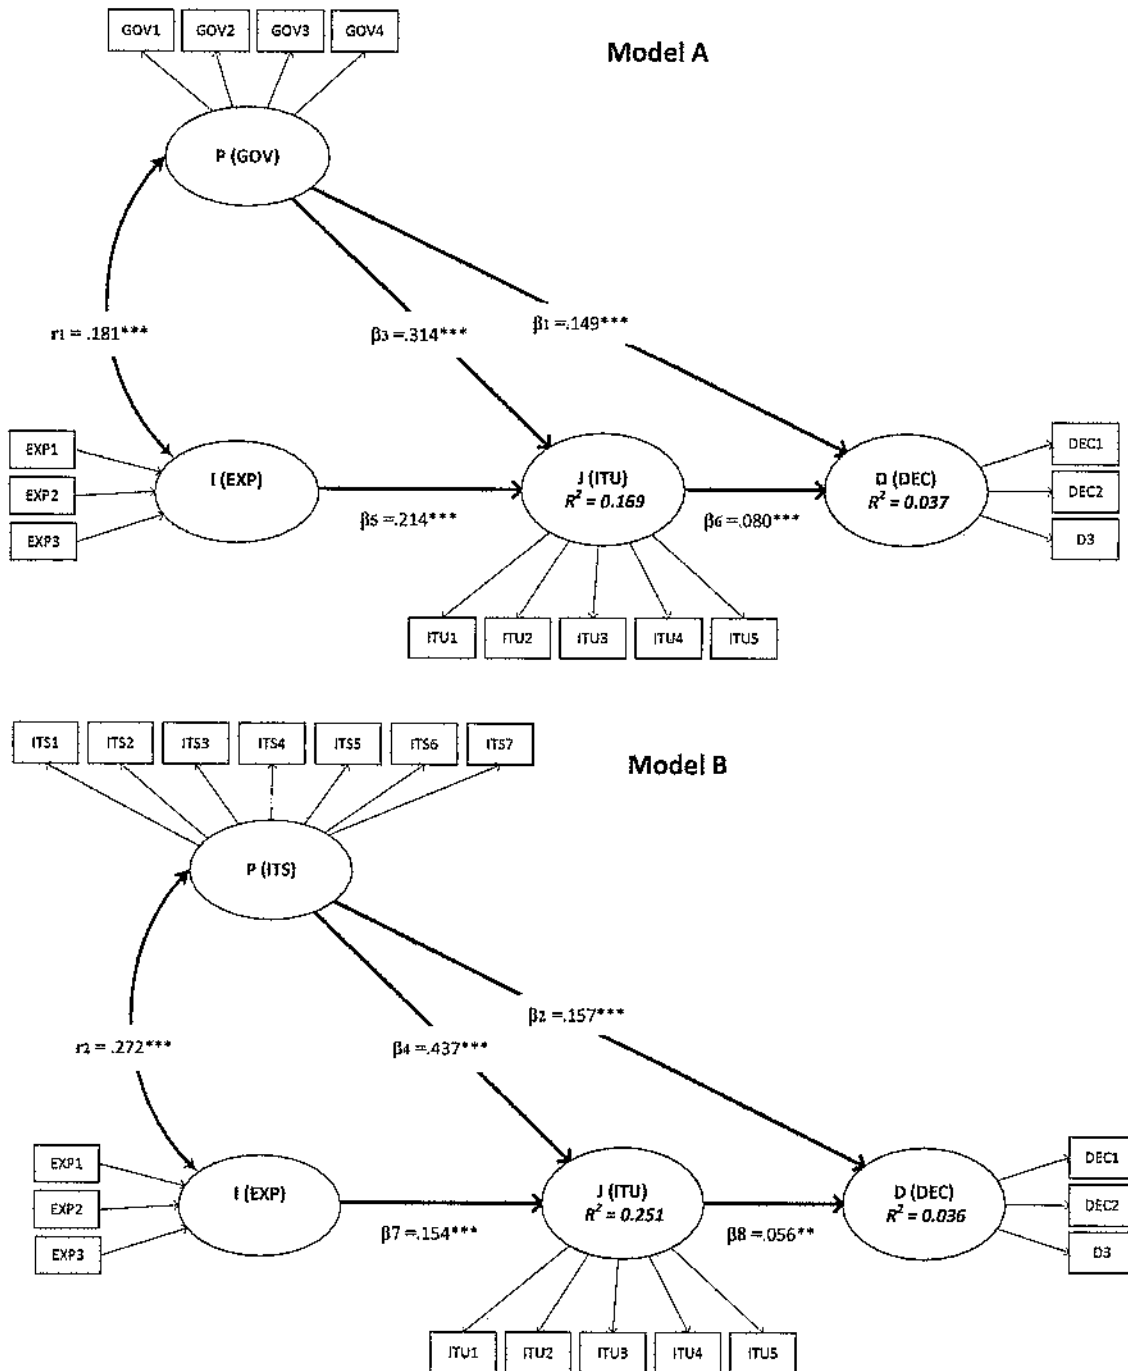 GOV1 GOV2 GOV3 GOV4
Model A
P (GOV)
r1 = .181***
β3 =.314***
β1 =.149***
EXP1
EXP2
EXP3
I (EXP)
β5 =.214***
J (ITU)
R² = 0.169
β6 =.080***
D (DEC)
R² = 0.037
DEC1
DEC2
D3
ITU1 ITU2 ITU3 ITU4 ITU5
ITS1 ITS2 ITS3 ITS4 ITS5 ITS6 ITS7
Model B
P (ITS)
r2 = .272***
β4 =.437***
β2 =.157***
EXP1
EXP2
EXP3
I (EXP)
β7 =.154***
J (ITU)
R² = 0.251
β8 =.056**
D (DEC)
R² = 0.036
DEC1
DEC2
D3
ITU1 ITU2 ITU3 ITU4 ITU5